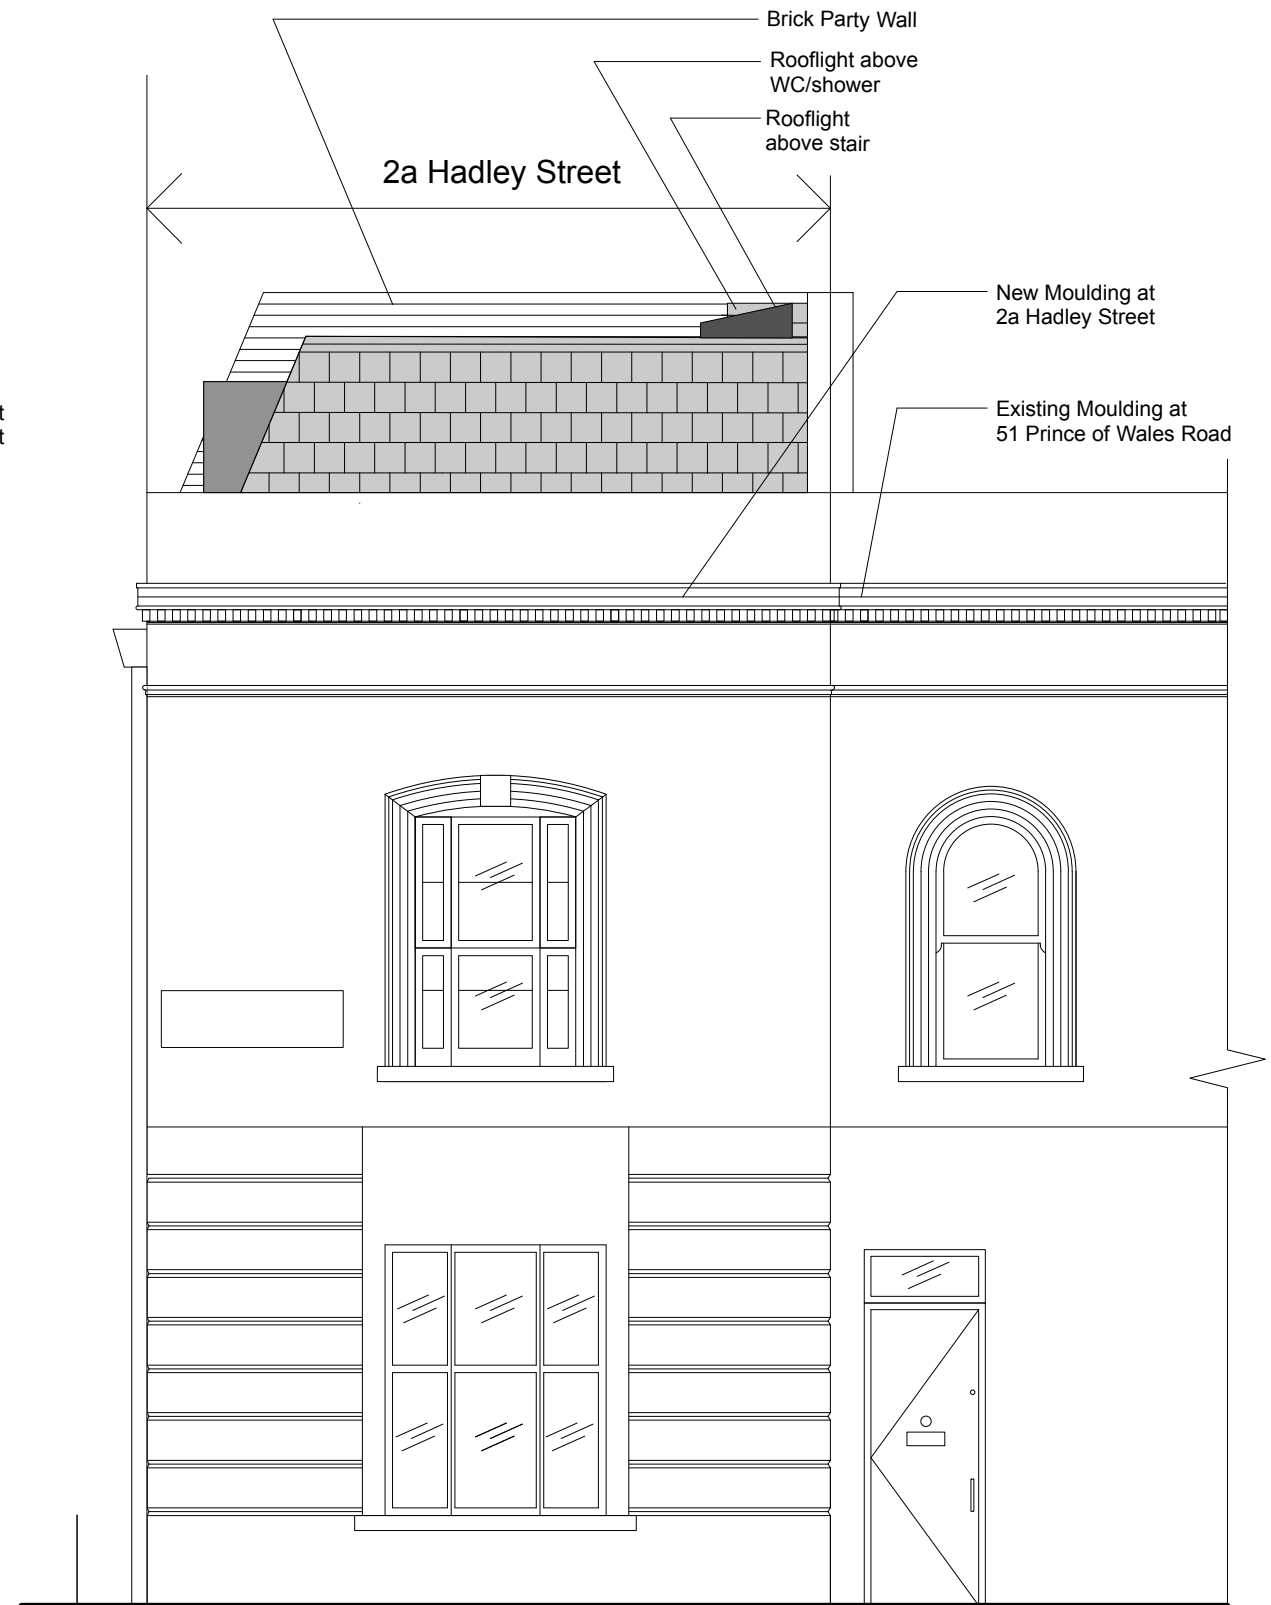 Brick Party Wall
Rooflight above
WC/shower
Rooflight
above stair
2a Hadley Street
New Moulding at
2a Hadley Street
Existing Moulding at
51 Prince of Wales Road
t
t